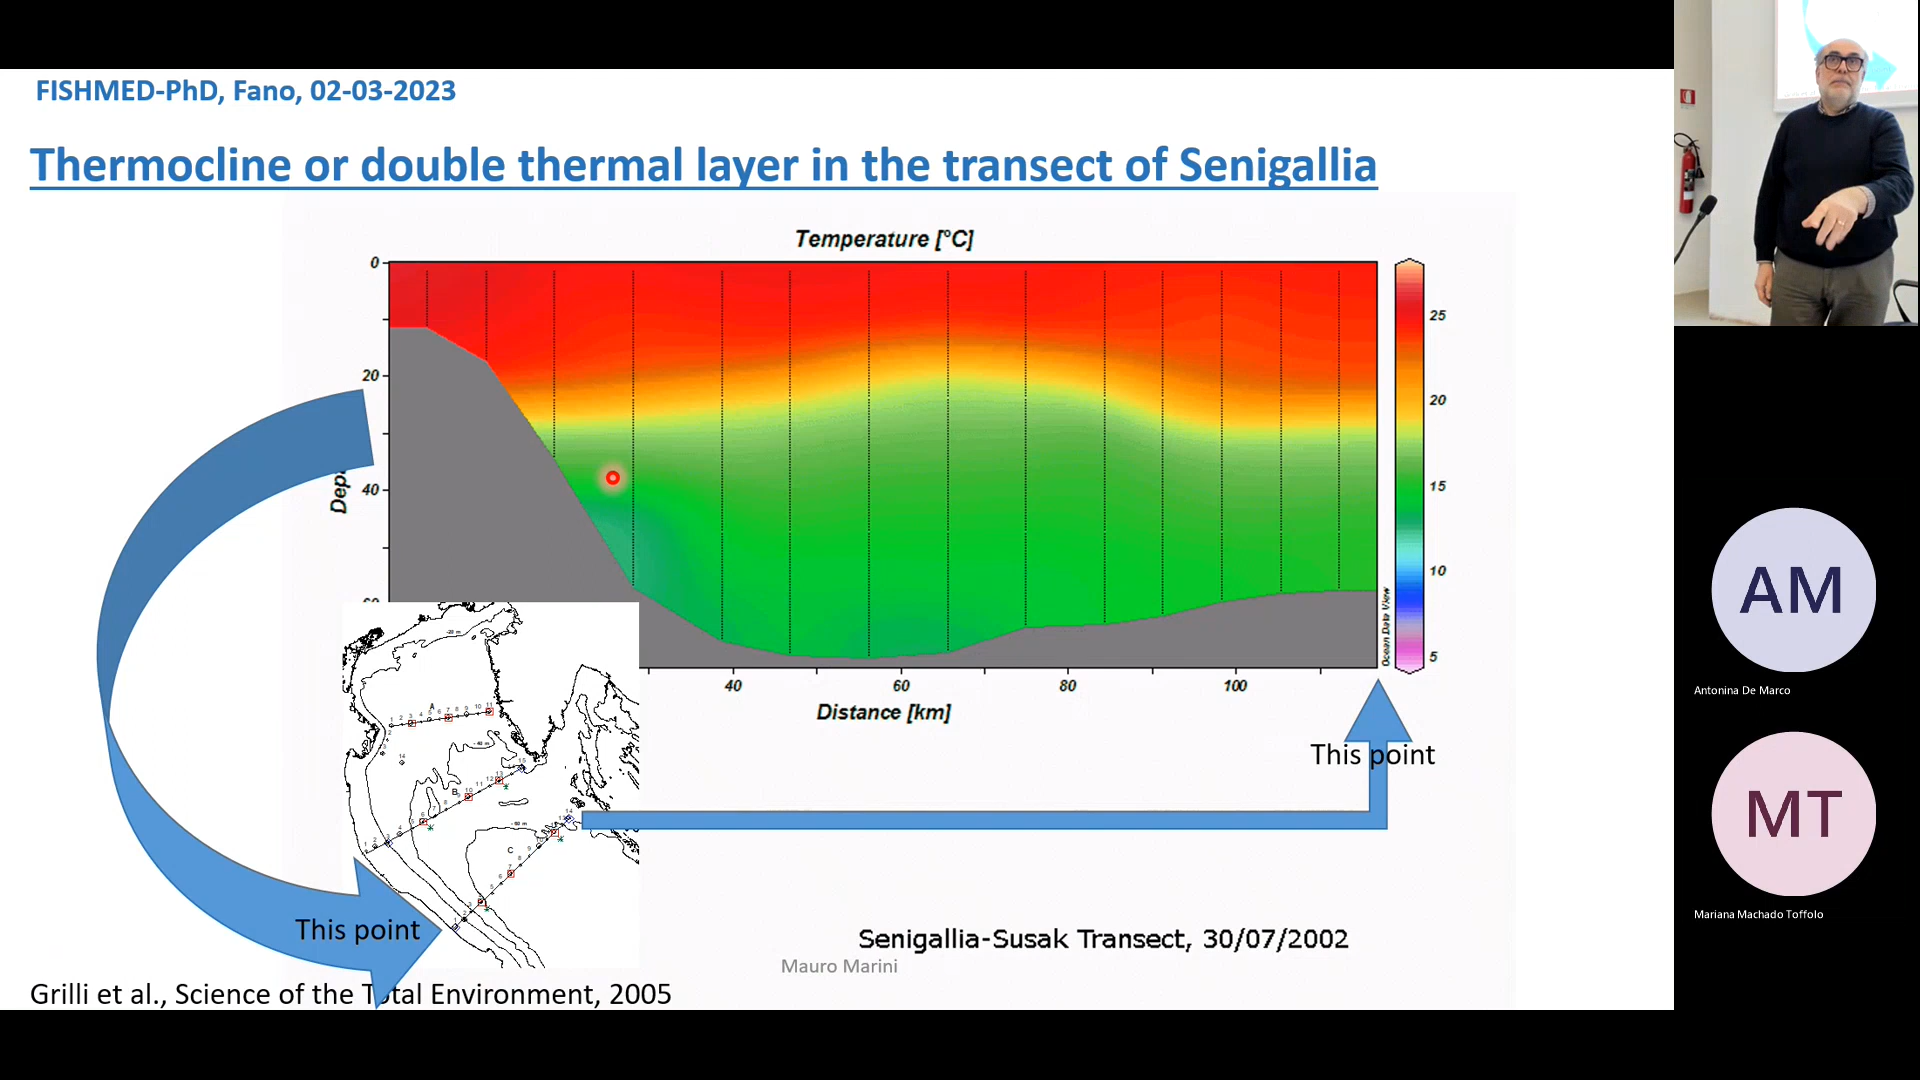 FISHMED-PhD, Fano, 02-03-2023
Thermocline or double thermal layer in the transect of Senigallia
Temperature [°C]
0
20
40
25
20
15
10
5
Ocean Data View
40
60
80
100
Distance [km]
This point
A
B
C
This point
Senigallia-Susak Transect, 30/07/2002
Mauro Marini
Grilli et al., Science of the Total Environment, 2005
AM
Antonina De Marco
MT
Mariana Machado Toffolo